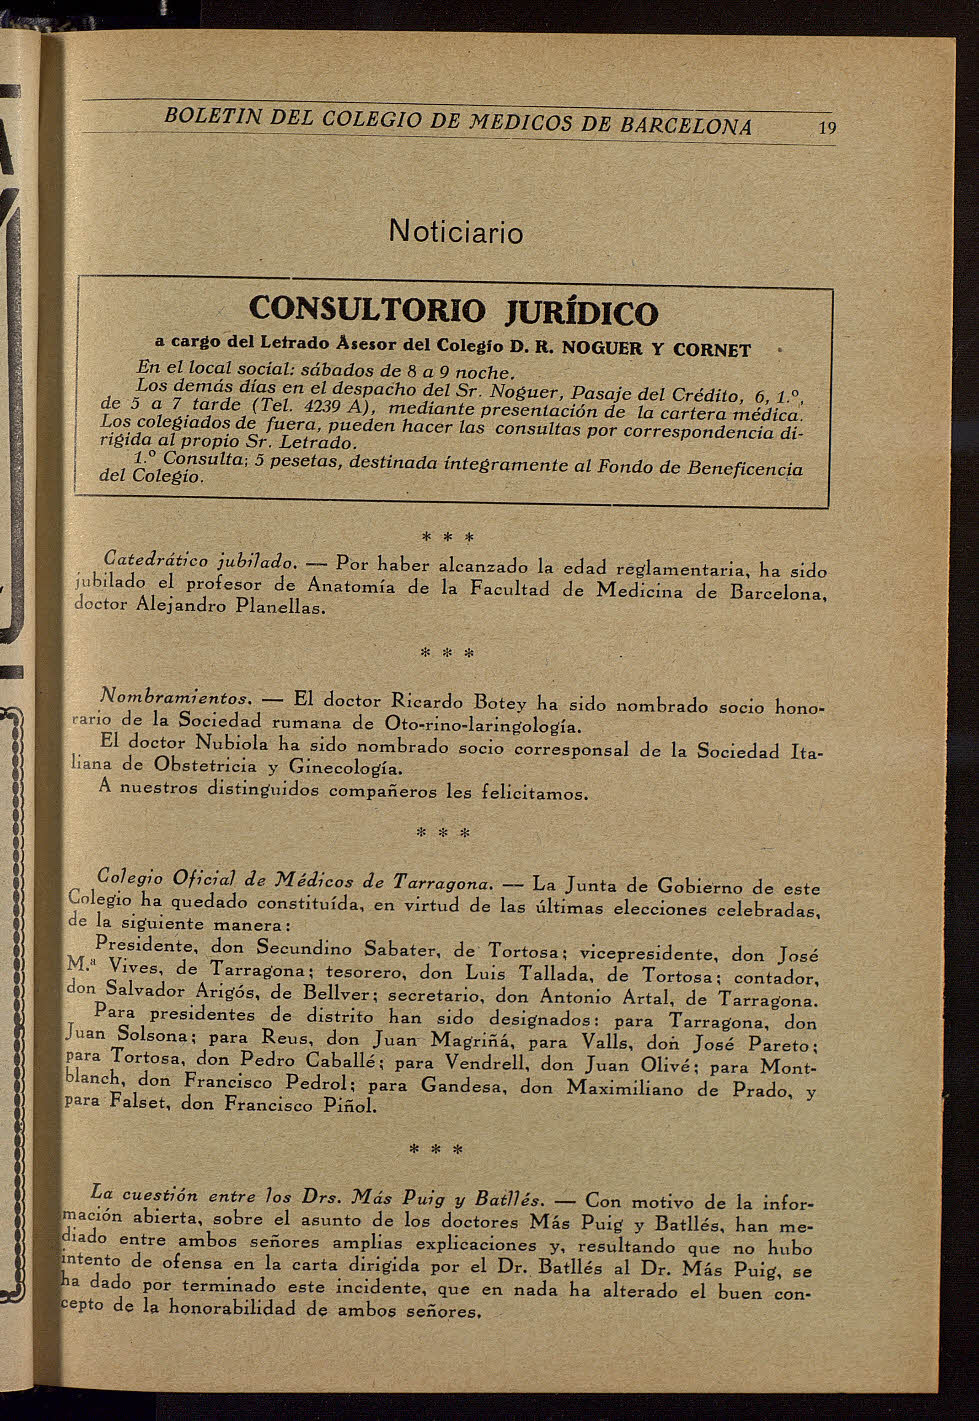 BOLETIN DEL COLEGIO DE MEDICOS DE BARCELONA 19
Noticiario
CONSULTORIO JURÍDICO
a cargo del Letrado Asesor del Colegio D. R. NOGUER Y CORNET
En el local social: sábados de 8 a 9 noche.
Los demás días en el despacho del Sr. Noguer, Pasaje del Crédito, 6, 1.º,
de 5 a 7 tarde (Tel. 4239 A), mediante presentación de la cartera médica.
Los colegiados de fuera, pueden hacer las consultas por correspondencia di-
rigida al propio Sr. Letrado.
1.º Consulta; 5 pesetas, destinada íntegramente al Fondo de Beneficencia
del Colegio.
* * *
Catedrático jubilado. — Por haber alcanzado la edad reglamentaria, ha sido
jubilado el profesor de Anatomía de la Facultad de Medicina de Barcelona,
doctor Alejandro Planellas.
* * *
Nombramientos. — El doctor Ricardo Botey ha sido nombrado socio hono-
rario de la Sociedad rumana de Oto-rino-laringología.
El doctor Nubiola ha sido nombrado socio corresponsal de la Sociedad Ita-
liana de Obstetricia y Ginecología.
A nuestros distinguidos compañeros les felicitamos.
* * *
Colegio Oficial de Médicos de Tarragona. — La Junta de Gobierno de este
Colegio ha quedado constituída, en virtud de las últimas elecciones celebradas,
de la siguiente manera:
Presidente, don Secundino Sabater, de Tortosa; vicepresidente, don José
M.ª Vives, de Tarragona; tesorero, don Luis Tallada, de Tortosa; contador,
don Salvador Arigós, de Bellver; secretario, don Antonio Artal, de Tarragona.
Para presidentes de distrito han sido designados: para Tarragona, don
Juan Solsona; para Reus, don Juan Magriñá, para Valls, don José Pareto;
para Tortosa, don Pedro Caballé; para Vendrell, don Juan Olivé; para Mont-
blanch, don Francisco Pedrol; para Gandesa, don Maximiliano de Prado, y
para Falset, don Francisco Piñol.
* * *
La cuestión entre los Drs. Más Puig y Batllés. — Con motivo de la infor-
mación abierta, sobre el asunto de los doctores Más Puig y Batllés, han me-
diado entre ambos señores amplias explicaciones y, resultando que no hubo
intento de ofensa en la carta dirigida por el Dr. Batllés al Dr. Más Puig, se
ha dado por terminado este incidente, que en nada ha alterado el buen con-
cepto de la honorabilidad de ambos señores.